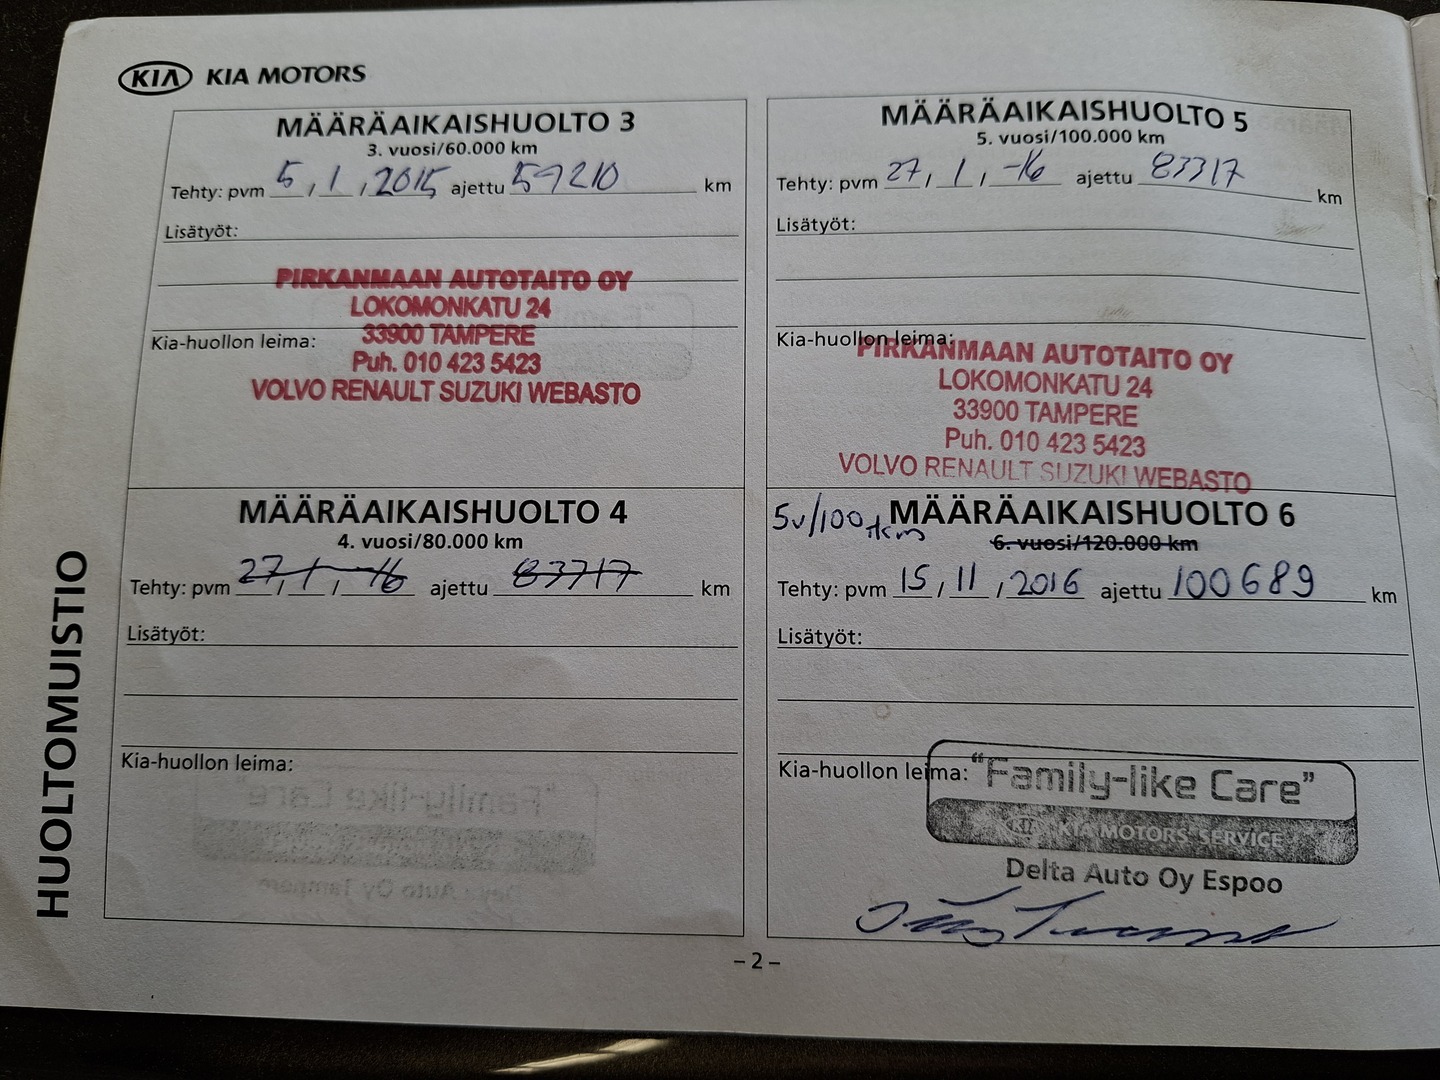 KIA KIA MOTORS
MÄÄRÄAIKAISHUOLTO 3
3. vuosi/60.000 km
Tehty: pvm 5 , 1 , 2015 ajettu 59210 km
Lisätyöt:
PIRKANMAAN AUTOTAITO OY
LOKOMONKATU 24
33900 TAMPERE
Kia-huollon leima:
Puh. 010 423 5423
VOLVO RENAULT SUZUKI WEBASTO
MÄÄRÄAIKAISHUOLTO 5
5. vuosi/100.000 km
Tehty: pvm 27 , 1 , -16 ajettu 83317 km
Lisätyöt:
Kia-huollon leima:
PIRKANMAAN AUTOTAITO OY
LOKOMONKATU 24
33900 TAMPERE
Puh. 010 423 5423
VOLVO RENAULT SUZUKI WEBASTO
MÄÄRÄAIKAISHUOLTO 4
4. vuosi/80.000 km
Tehty: pvm 27 , 1 , -16 ajettu 83717 km
Lisätyöt:
Kia-huollon leima:
5v/100 tkm MÄÄRÄAIKAISHUOLTO 6
6. vuosi/120.000 km
Tehty: pvm 15 , 11 , 2016 ajettu 100689 km
Lisätyöt:
Kia-huollon leima:
"Family-like Care"
KIA KIA MOTORS SERVICE
Delta Auto Oy Espoo
HUOLTOMUISTIO
– 2 –